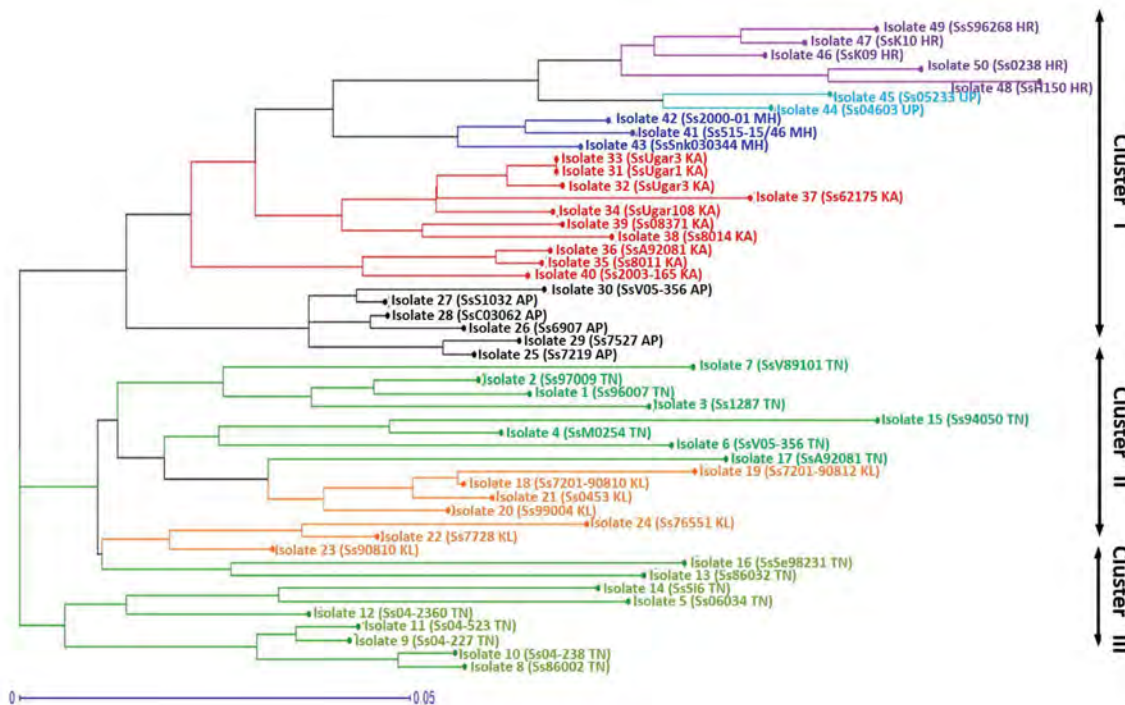 Isolate 49 (SsS96268 HR)
Isolate 47 (SsK10 HR)
Isolate 46 (SsK09 HR)
Isolate 50 (Ss0238 HR)
Isolate 48 (SsH150 HR)
Isolate 45 (Ss05233 UP)
Isolate 44 (Ss04603 UP)
Isolate 42 (Ss2000-01 MH)
Isolate 41 (Ss515-15/46 MH)
Isolate 43 (SsSnk030344 MH)
Isolate 33 (SsUgar3 KA)
Isolate 31 (SsUgar1 KA)
Isolate 32 (SsUgar3 KA)
Isolate 37 (Ss62175 KA)
Isolate 34 (SsUgar108 KA)
Isolate 39 (Ss08371 KA)
Isolate 38 (Ss8014 KA)
Isolate 36 (SsA92081 KA)
Isolate 35 (Ss8011 KA)
Isolate 40 (Ss2003-165 KA)
Isolate 30 (SsV05-356 AP)
Isolate 27 (SsS1032 AP)
Isolate 28 (SsC03062 AP)
Isolate 26 (Ss6907 AP)
Isolate 29 (Ss7527 AP)
Isolate 25 (Ss7219 AP)
Cluster I
Isolate 7 (SsV89101 TN)
Isolate 2 (Ss97009 TN)
Isolate 1 (Ss96007 TN)
Isolate 3 (Ss1287 TN)
Isolate 15 (Ss94050 TN)
Isolate 4 (SsM0254 TN)
Isolate 6 (SsV05-356 TN)
Isolate 17 (SsA92081 TN)
Isolate 19 (Ss7201-90812 KL)
Isolate 18 (Ss7201-90810 KL)
Isolate 21 (Ss0453 KL)
Isolate 20 (Ss99004 KL)
Isolate 24 (Ss76551 KL)
Isolate 22 (Ss7728 KL)
Isolate 23 (Ss90810 KL)
Cluster II
Isolate 16 (SsSe98231 TN)
Isolate 13 (Ss86032 TN)
Isolate 14 (SsSI6 TN)
Isolate 5 (Ss06034 TN)
Isolate 12 (Ss04-2360 TN)
Isolate 11 (Ss04-523 TN)
Isolate 9 (Ss04-227 TN)
Isolate 10 (Ss04-238 TN)
Isolate 8 (Ss86002 TN)
Cluster III
0 0.05